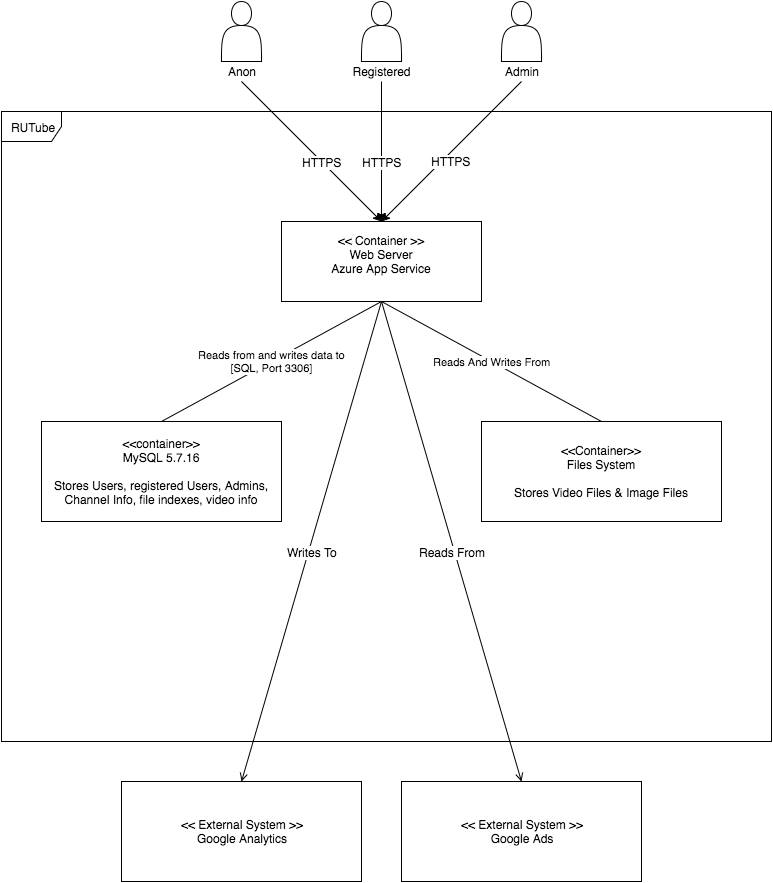 Anon
Registered
Admin
RUTube
HTTPS
HTTPS
HTTPS
<< Container >>
Web Server
Azure App Service
Reads from and writes data to
[SQL, Port 3306]
Reads And Writes From
<<container>>
MySQL 5.7.16
Stores Users, registered Users, Admins,
Channel Info, file indexes, video info
<<Container>>
Files System
Stores Video Files & Image Files
Writes To
Reads From
<< External System >>
Google Analytics
<< External System >>
Google Ads